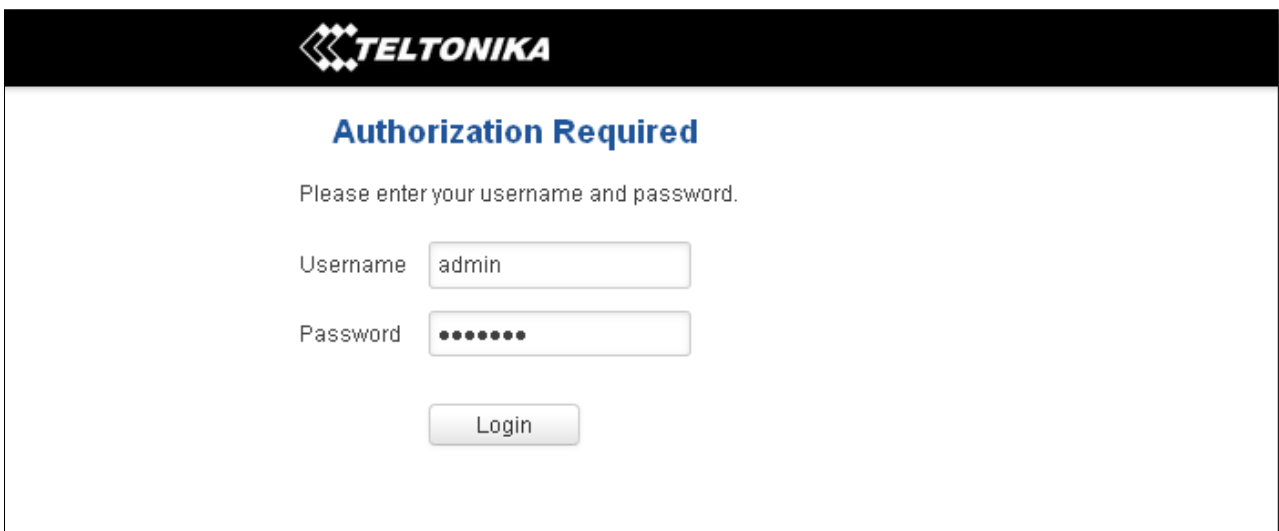 TELTONIKA
Authorization Required
Please enter your username and password.
Username admin
Password •••••••
Login